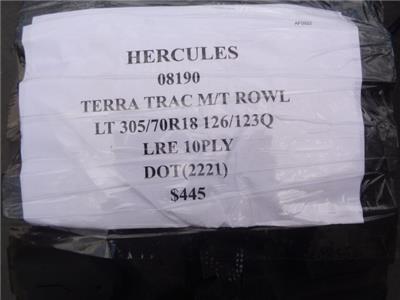 HERCULES
08190
TERRA TRAC M/T ROWL
LT 305/70R18 126/123Q
LRE 10PLY
DOT(2221)
$445